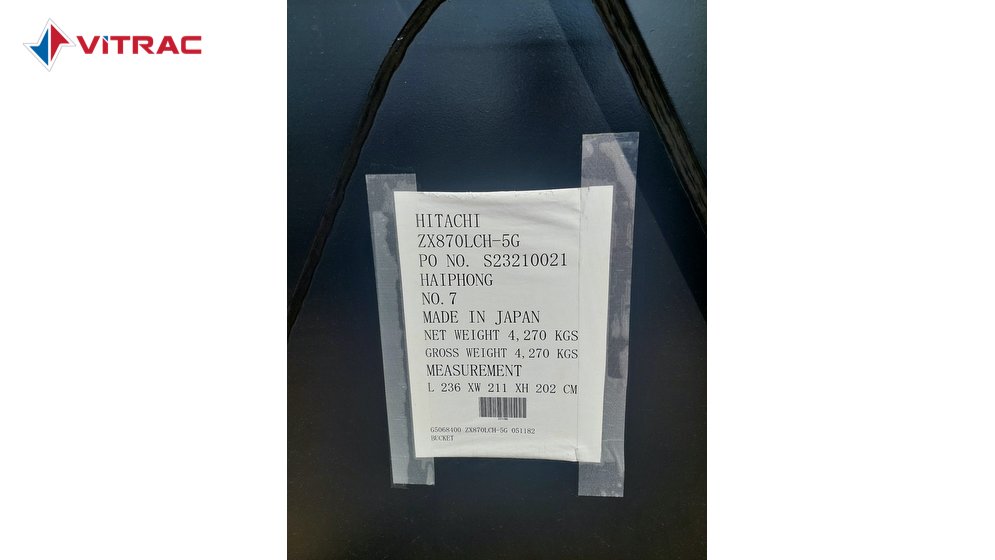 ViTRAC
HITACHI
ZX870LCH-5G
PO NO. S23210021
HAIPHONG
NO. 7
MADE IN JAPAN
NET WEIGHT 4,270 KGS
GROSS WEIGHT 4,270 KGS
MEASUREMENT
L 236 XW 211 XH 202 CM
G5068400 ZX870LCH-5G 051182
BUCKET